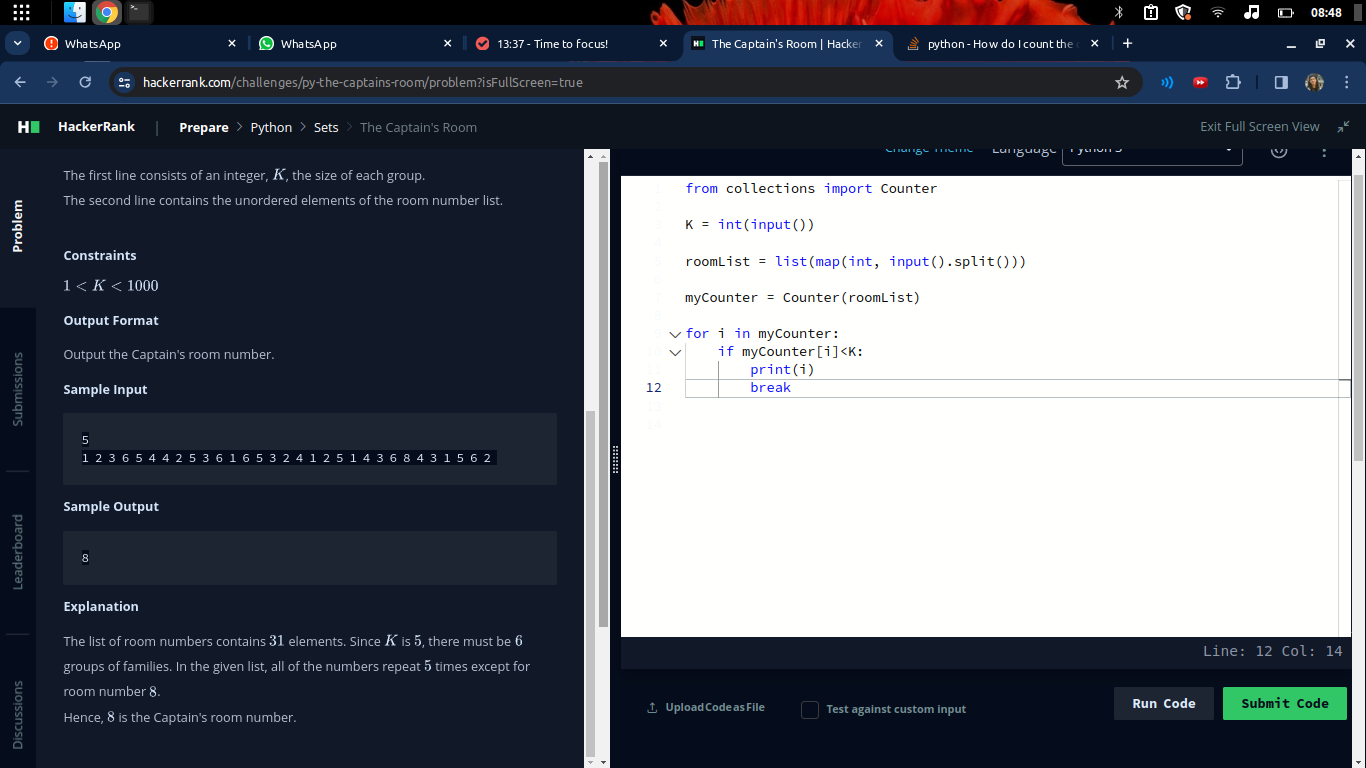 08:48
WhatsApp
WhatsApp
13:37 - Time to focus!
The Captain's Room | Hacker
python - How do I count the
hackerrank.com/challenges/py-the-captains-room/problem?isFullScreen=true
HackerRank | Prepare > Python > Sets > The Captain's Room
Exit Full Screen View
Problem
Submissions
Leaderboard
Discussions
The first line consists of an integer, K, the size of each group.
The second line contains the unordered elements of the room number list.
Constraints
1 < K < 1000
Output Format
Output the Captain's room number.
Sample Input
5
1 2 3 6 5 4 4 2 5 3 6 1 6 5 3 2 4 1 2 5 1 4 3 6 8 4 3 1 5 6 2
Sample Output
8
Explanation
The list of room numbers contains 31 elements. Since K is 5, there must be 6
groups of families. In the given list, all of the numbers repeat 5 times except for
room number 8.
Hence, 8 is the Captain's room number.
Change Theme Language Python 3
from collections import Counter
K = int(input())
roomList = list(map(int, input().split()))
myCounter = Counter(roomList)
for i in myCounter:
if myCounter[i]<K:
print(i)
12 break
Line: 12 Col: 14
Upload Code as File
Test against custom input
Run Code
Submit Code